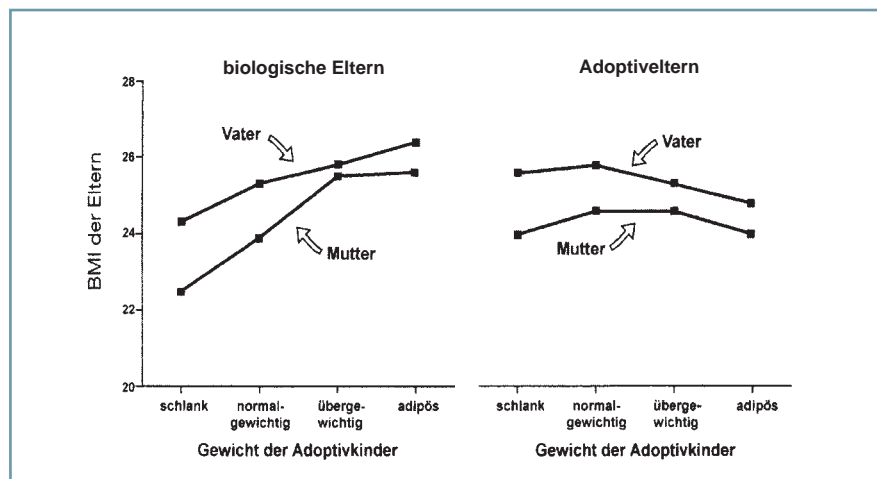 biologische Eltern
Adoptiveltern
28
26
24
22
20
BMI der Eltern
Vater
Mutter
Vater
Mutter
schlank
normal-
gewichtig
überge-
wichtig
adipös
schlank
normal-
gewichtig
überge-
wichtig
adipös
Gewicht der Adoptivkinder
Gewicht der Adoptivkinder